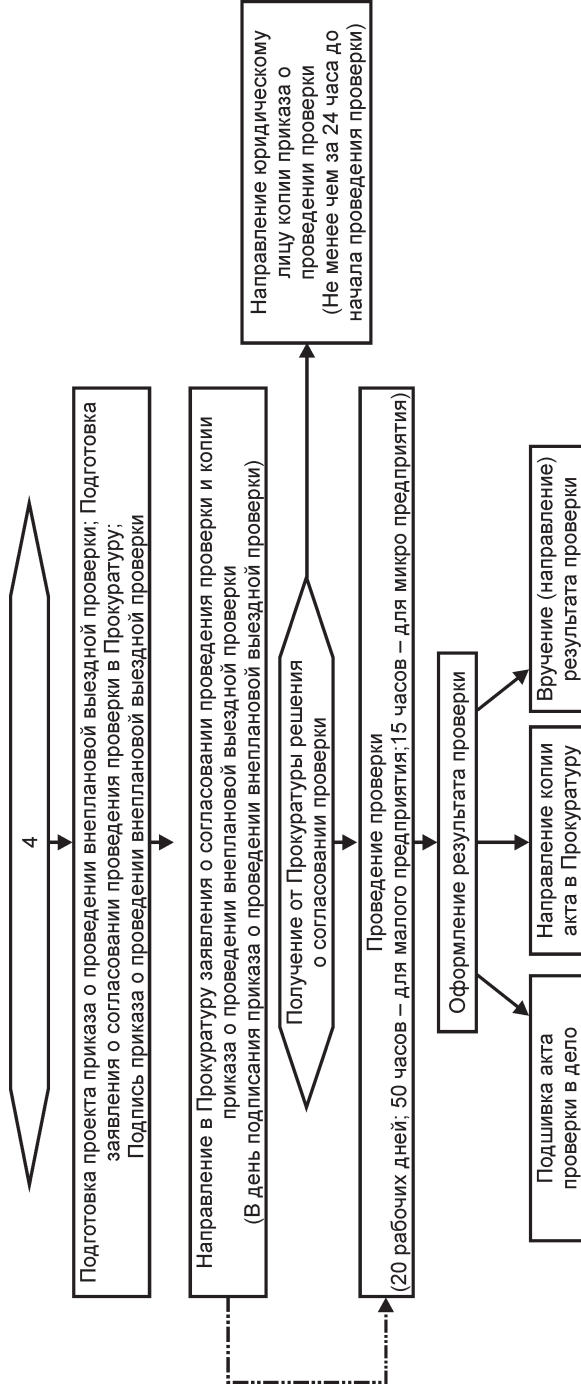 4
Подготовка проекта приказа о проведении внеплановой выездной проверки; Подготовка
заявления о согласовании проведения проверки в Прокуратуру;
Подпись приказа о проведении внеплановой выездной проверки
Направление в Прокуратуру заявления о согласовании проведения проверки и копии
приказа о проведении внеплановой выездной проверки
(В день подписания приказа о проведении внеплановой выездной проверки)
Получение от Прокуратуры решения
о согласовании проверки
Направление юридическому
лицу копии приказа о
проведении проверки
(Не менее чем за 24 часа до
начала проведения проверки)
Проведение проверки
(20 рабочих дней; 50 часов – для малого предприятия;15 часов – для микро предприятия)
Оформление результата проверки
Подшивка акта
проверки в дело
Направление копии
акта в Прокуратуру
Вручение (направление)
результата проверки